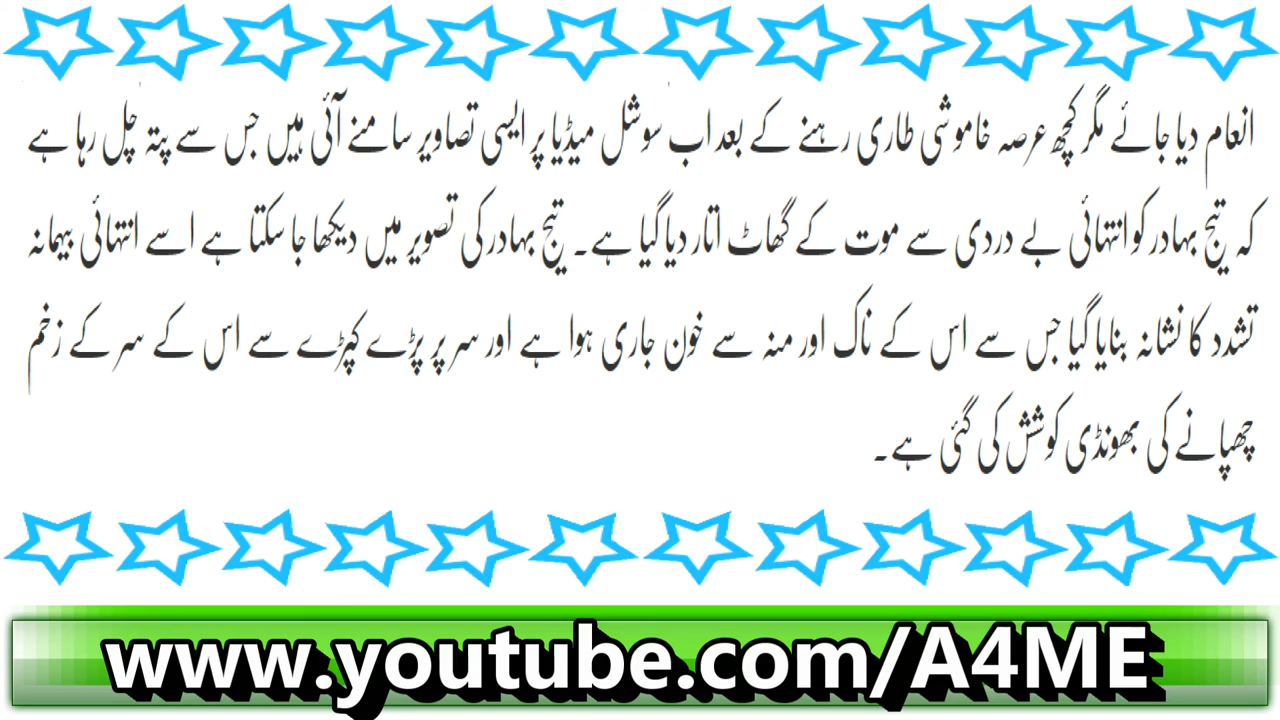 انعام دیا جائے مگر کچھ عرصہ خاموشی طاری رہنے کے بعد اب سوشل میڈیا پر ایسی تصاویر سامنے آئی ہیں جس سے پتہ چل رہا ہے
کہ تیج بہادر کو انتہائی بے دردی سے موت کے گھاٹ اتار دیا گیا ہے۔ تیج بہادر کی تصویر میں دیکھا جا سکتا ہے اسے انتہائی بیہمانہ
تشدد کا نشانہ بنایا گیا جس سے اس کے ناک اور منہ سے خون جاری ہوا ہے اور سر پر پڑے کپڑے سے اس کے سر کے زخم
چھپانے کی بھونڈی کوشش کی گئی ہے۔
www.youtube.com/A4ME